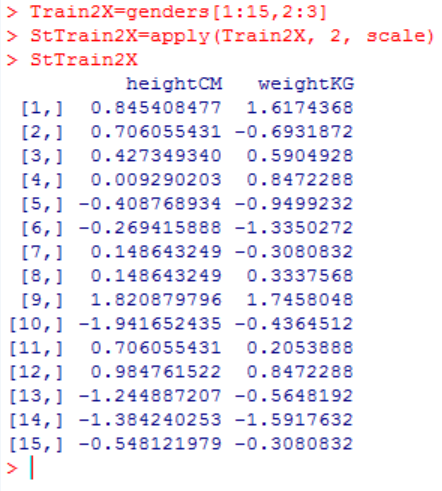 > Train2X=genders[1:15,2:3]
> StTrain2X=apply(Train2X, 2, scale)
> StTrain2X
heightCM weightKG
[1,] 0.845408477 1.6174368
[2,] 0.706055431 -0.6931872
[3,] 0.427349340 0.5904928
[4,] 0.009290203 0.8472288
[5,] -0.408768934 -0.9499232
[6,] -0.269415888 -1.3350272
[7,] 0.148643249 -0.3080832
[8,] 0.148643249 0.3337568
[9,] 1.820879796 1.7458048
[10,] -1.941652435 -0.4364512
[11,] 0.706055431 0.2053888
[12,] 0.984761522 0.8472288
[13,] -1.244887207 -0.5648192
[14,] -1.384240253 -1.5917632
[15,] -0.548121979 -0.3080832
>